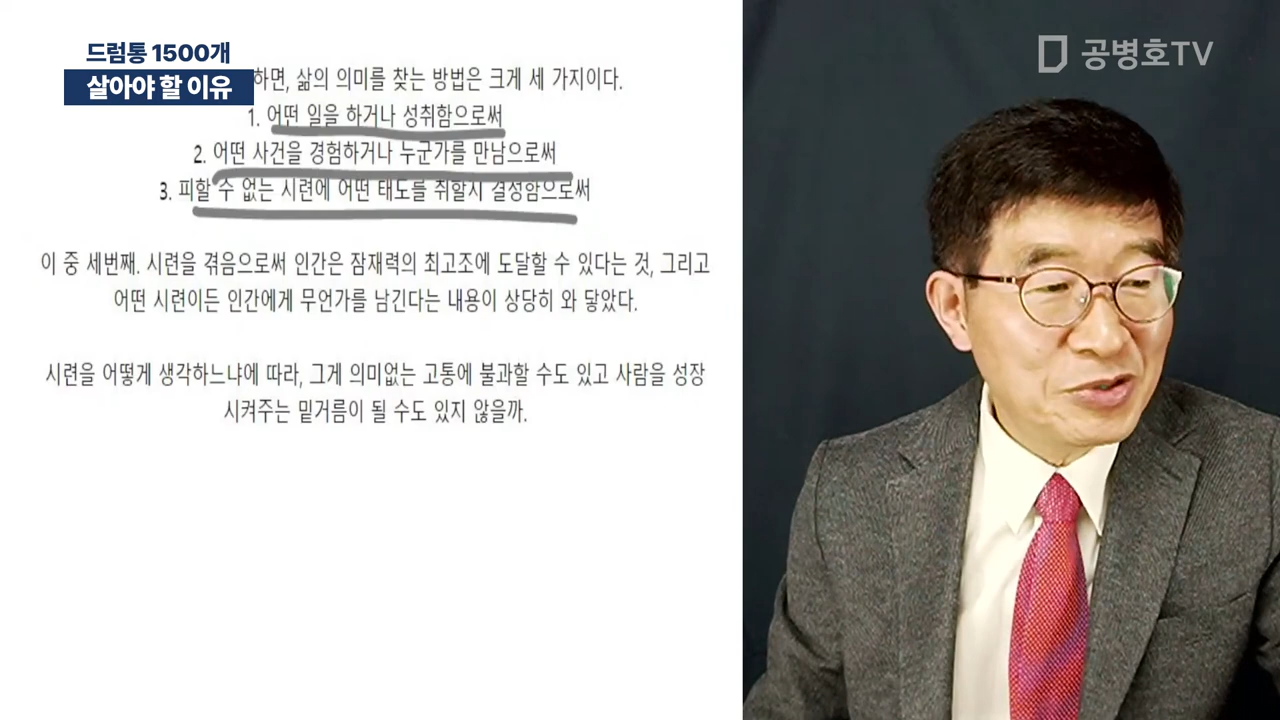 드럼통 1500개
살아야 할 이유
공병호TV
하면, 삶의 의미를 찾는 방법은 크게 세 가지이다.
1. 어떤 일을 하거나 성취함으로써
2. 어떤 사건을 경험하거나 누군가를 만남으로써
3. 피할 수 없는 시련에 어떤 태도를 취할지 결정함으로써
이 중 세번째. 시련을 겪음으로써 인간은 잠재력의 최고조에 도달할 수 있다는 것, 그리고
어떤 시련이든 인간에게 무언가를 남긴다는 내용이 상당히 와 닿았다.
시련을 어떻게 생각하느냐에 따라, 그게 의미없는 고통에 불과할 수도 있고 사람을 성장
시켜주는 밑거름이 될 수도 있지 않을까.